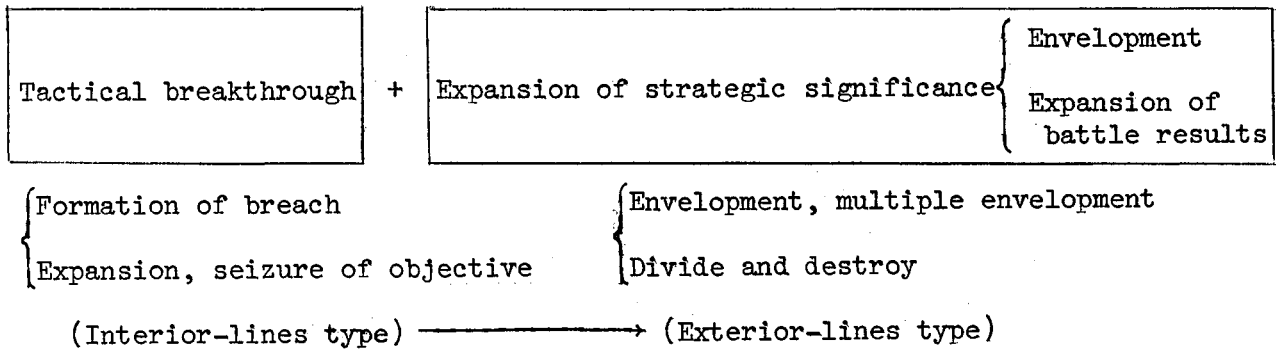 Envelopment
Tactical breakthrough + Expansion of strategic significance
Expansion of
battle results
Formation of breach
Envelopment, multiple envelopment
Expansion, seizure of objective
Divide and destroy
(Interior-lines type) → (Exterior-lines type)